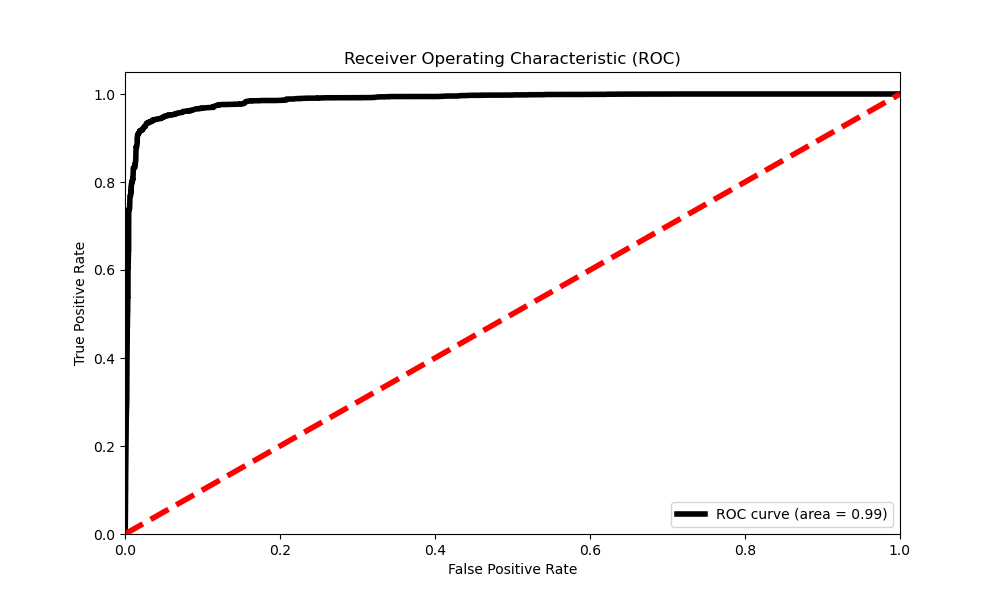 Receiver Operating Characteristic (ROC)
1.0
0.8
0.6
0.4
0.2
0.0
True Positive Rate
0.0 0.2 0.4 0.6 0.8 1.0
False Positive Rate
ROC curve (area = 0.99)